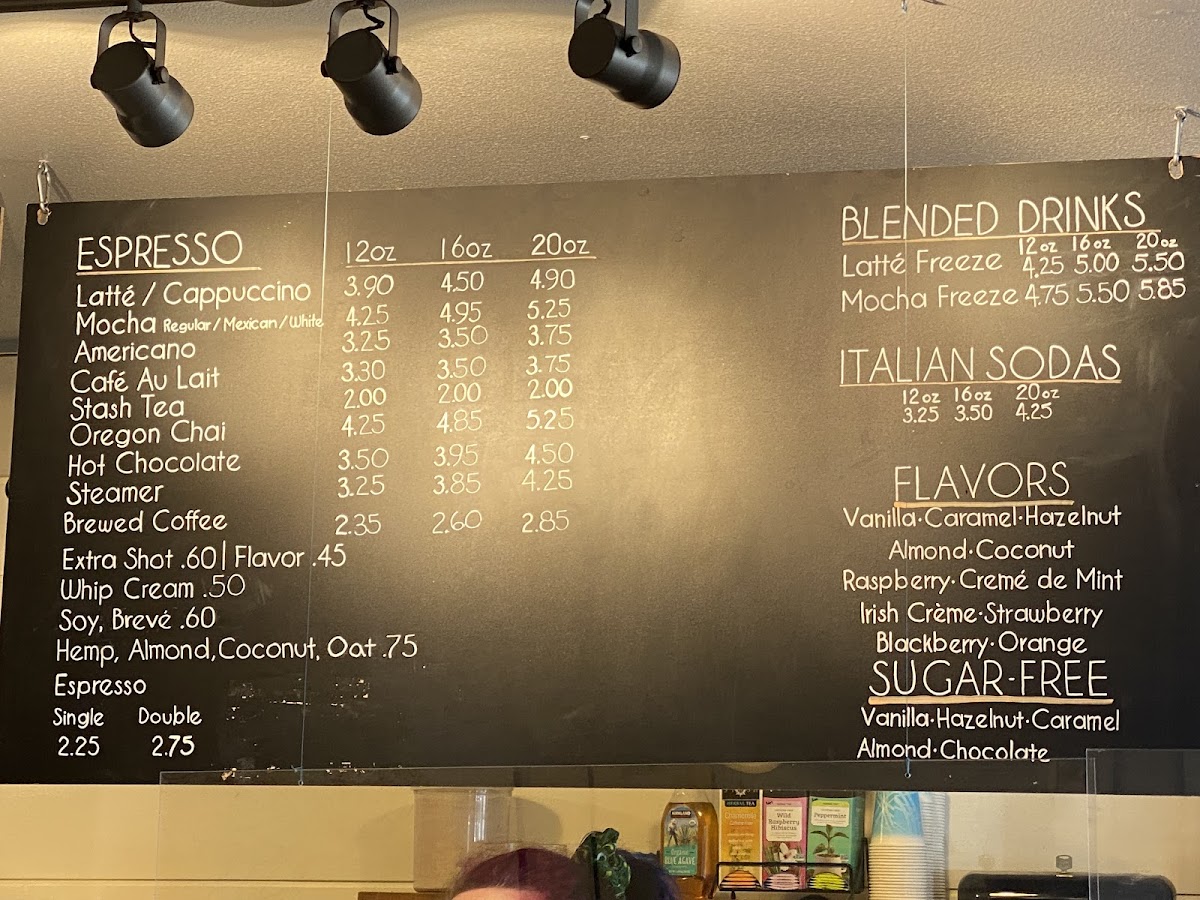 ESPRESSO 12oz 16oz 20oz
Latté / Cappuccino 3.90 4.50 4.90
Mocha Regular/Mexican/White 4.25 4.95 5.25
Americano 3.25 3.50 3.75
Café Au Lait 3.30 3.50 3.75
Stash Tea 2.00 2.00 2.00
Oregon Chai 4.25 4.85 5.25
Hot Chocolate 3.50 3.95 4.50
Steamer 3.25 3.85 4.25
Brewed Coffee 2.35 2.60 2.85
Extra Shot .60 | Flavor .45
Whip Cream .50
Soy, Brevé .60
Hemp, Almond, Coconut, Oat .75
Espresso
Single Double
2.25 2.75
BLENDED DRINKS
12oz 16oz 20oz
Latté Freeze 4.25 5.00 5.50
Mocha Freeze 4.75 5.50 5.85
ITALIAN SODAS
12oz 16oz 20oz
3.25 3.50 4.25
FLAVORS
Vanilla·Caramel·Hazelnut
Almond·Coconut
Raspberry·Cremé de Mint
Irish Crème·Strawberry
Blackberry·Orange
SUGAR-FREE
Vanilla·Hazelnut·Caramel
Almond·Chocolate
KIRKLAND
Organic
BLUE AGAVE
HERBAL TEA
Wild
Raspberry
Hibiscus
Peppermint